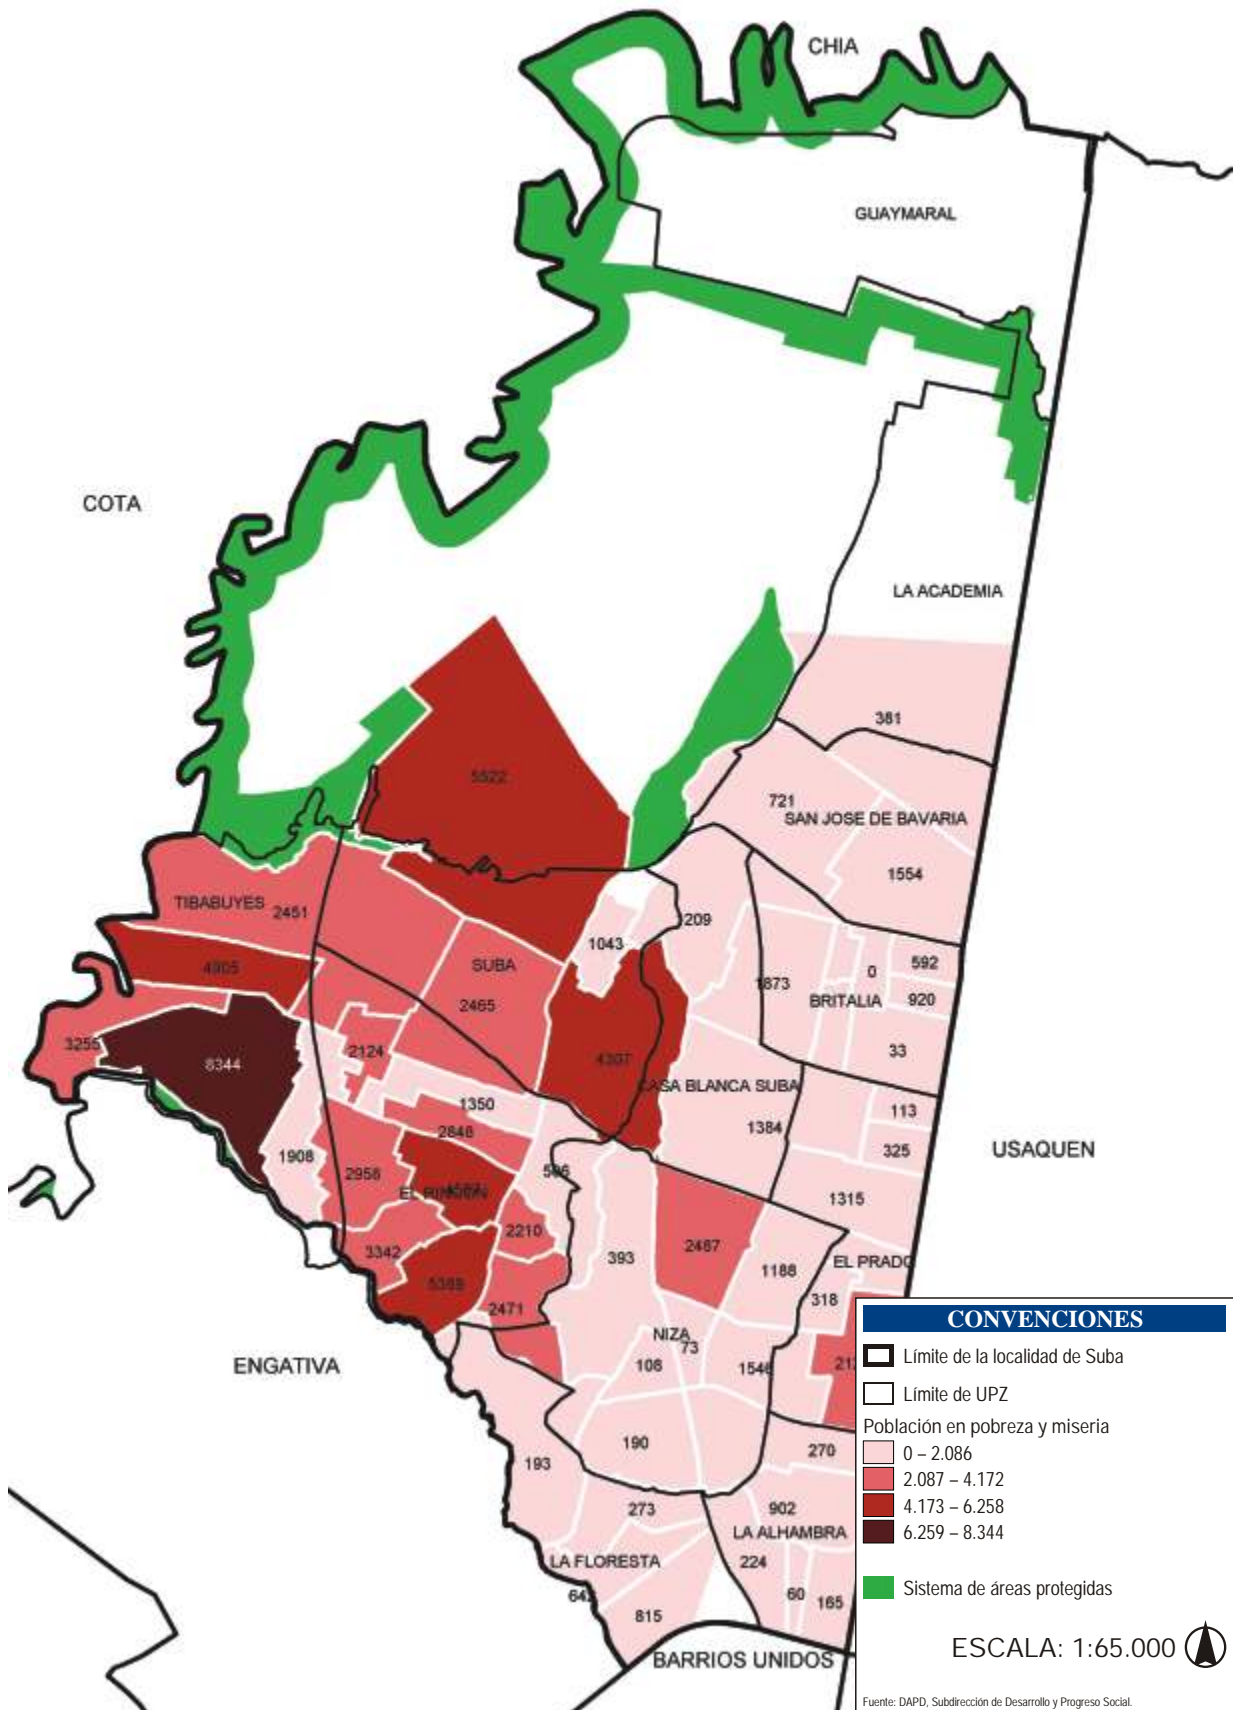 CHIA
GUAYMARAL
COTA
LA ACADEMIA
381
5522
721
SAN JOSE DE BAVARIA
1554
TIBABUYES 2451
209
1043
SUBA
592
4905
0
1873
2465
BRITALIA
920
3255
2124
33
8344
4307
CASA BLANCA SUBA
1350
113
1384
2848
USAQUEN
325
1908
2958
EL RINCON
1315
2210
3342
393
2487
1188
EL PRADO
5389
318
2471
NIZA
73
ENGATIVA
108
1546
190
270
193
273
902
LA ALHAMBRA
LA FLORESTA
224
642
60
165
815
BARRIOS UNIDOS
CONVENCIONES
Límite de la localidad de Suba
Límite de UPZ
Población en pobreza y miseria
0 – 2.086
2.087 – 4.172
4.173 – 6.258
6.259 – 8.344
Sistema de áreas protegidas
ESCALA: 1:65.000
Fuente: DAPD, Subdirección de Desarrollo y Progreso Social.